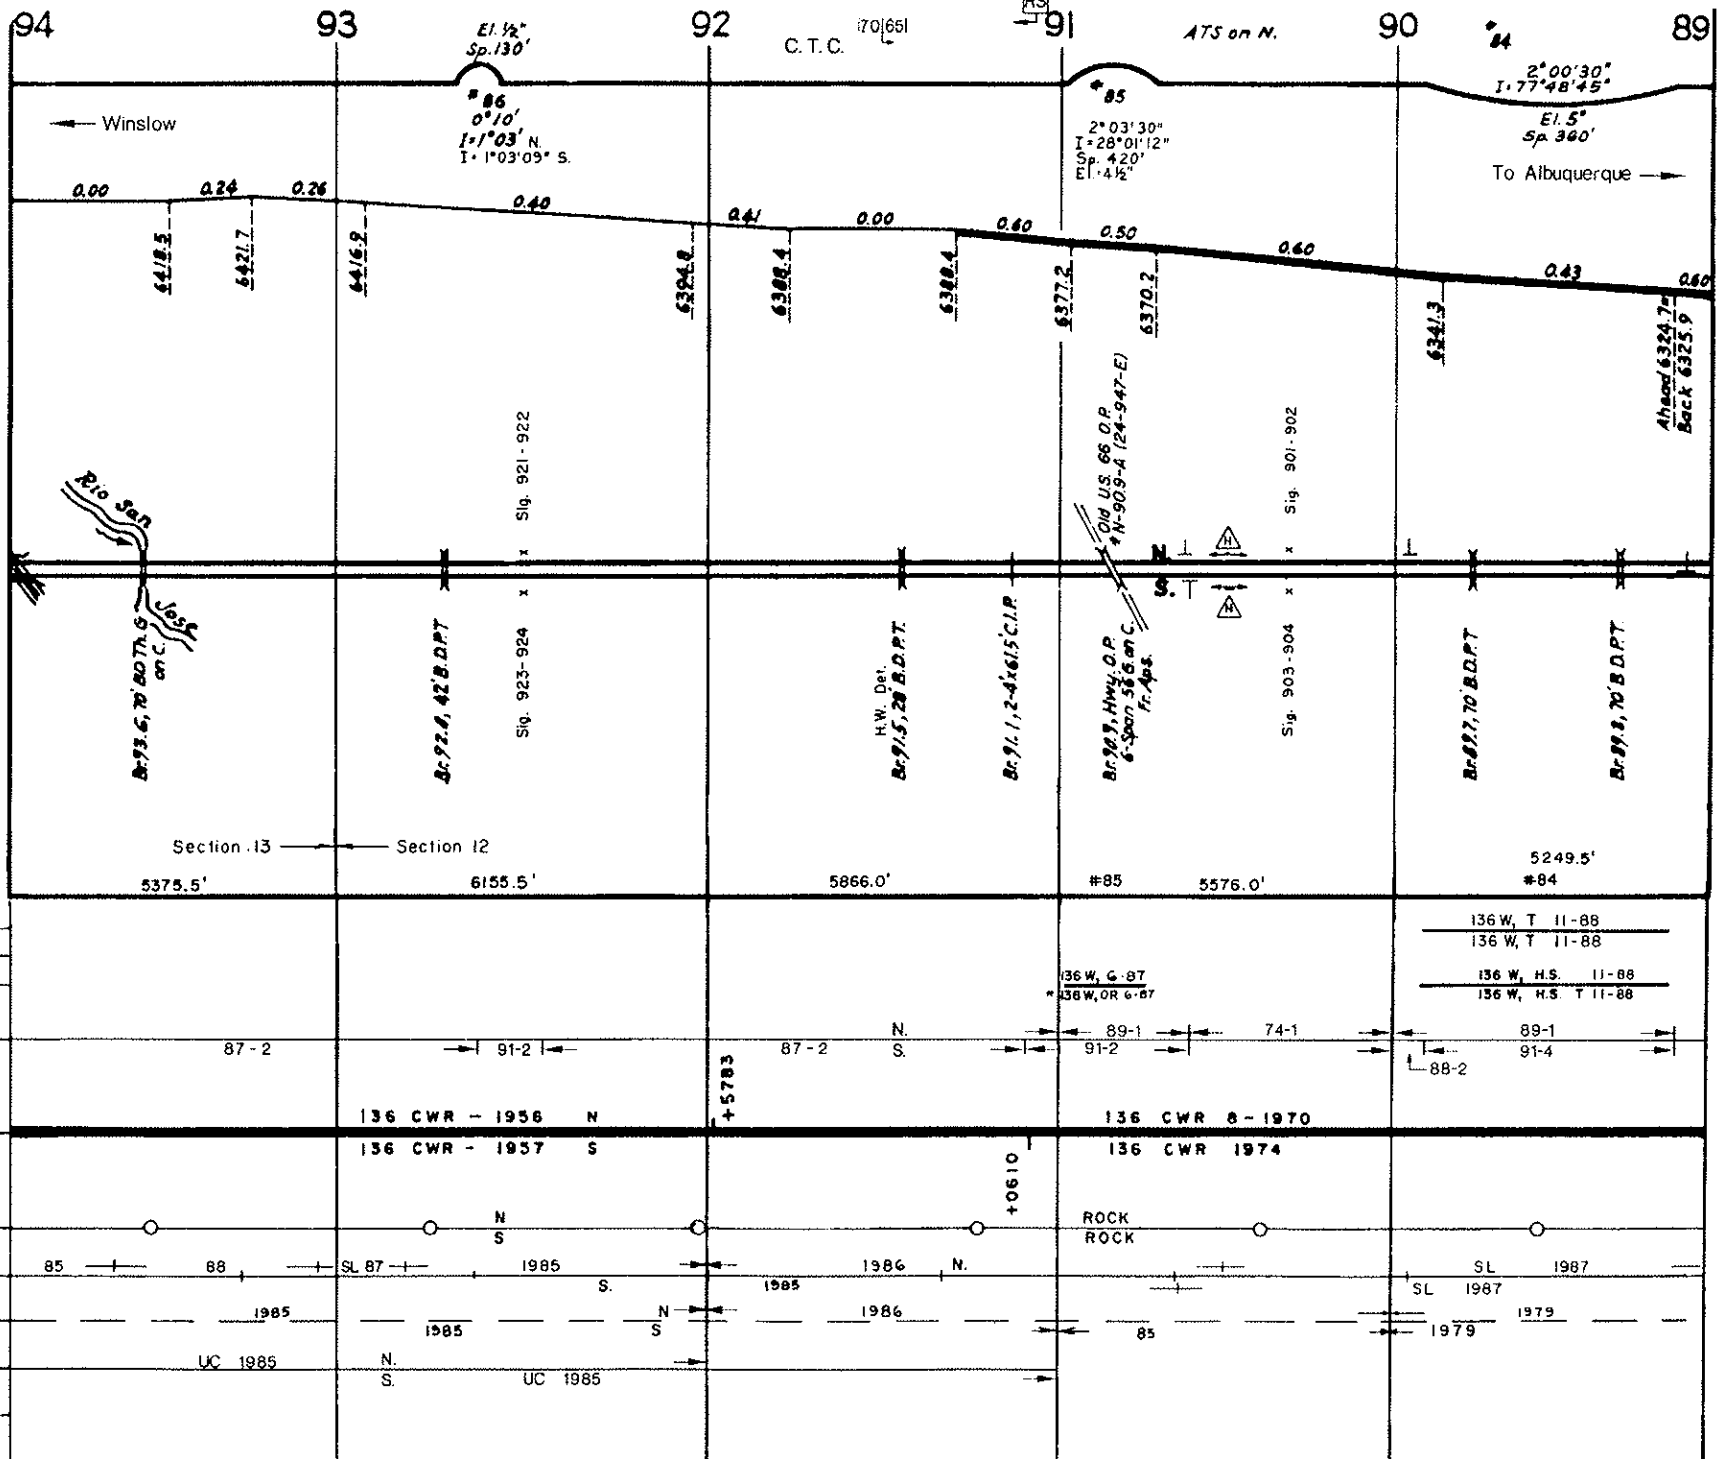 94 93 92 91 90 89
El. ½"
Sp. 130'
C. T. C.
70 65
ATS on N.
# 84
2° 00' 30"
I = 77° 48' 45"
El. 5"
Sp. 360'
← Winslow
# 86
0° 10'
I = 1° 03' N.
I = 1° 03' 09" S.
# 85
2° 03' 30"
I = 28° 01' 12"
Sp. 420'
El. 4½"
To Albuquerque →
0.00 0.24 0.26 0.40 0.41 0.00 0.60 0.50 0.60 0.43 0.60
6418.5
6421.7
6416.9
6394.8
6388.4
6388.4
6377.2
6370.2
6341.3
Ahead 6324.7 =
Back 6325.9
Sig. 921-922
Old U.S. 66 O.P.
# N-90.9-A (24-947-E)
Sig. 901-902
Rio San
Jose
N.
S.
H
H
Br. 93.6, 70' B.D. Th. G
on C.
Br. 92.8, 42' B.D.P.T.
Sig. 923-924
H.W. Det.
Br. 91.5, 28' B.D.P.T.
Br. 91.1, 2-4'x61.5' C.I.P.
Br. 90.9, Hwy. O.P.
6-Span 56' B. on C.
Fr. Aps.
Sig. 903-904
Br. 89.7, 70' B.D.P.T
Br. 89.3, 70' B.D.P.T.
Section 13 Section 12
5375.5' 6155.5' 5866.0' #85 5576.0' 5249.5'
#84
136 W, T 11-88
136 W, T 11-88
136 W, 6-87
* 136 W, OR 6-87
136 W, H.S. 11-88
136 W, H.S. T 11-88
N. 89-1 74-1 89-1
87-2 91-2 87-2 S. 91-2 91-4
88-2
+5783
136 CWR - 1956 N 136 CWR 8-1970
136 CWR - 1957 S 136 CWR 1974
+0610
N ROCK
S ROCK
85 88 SL 87 1985 1986 N. SL 1987
S. 1985 SL 1987
1985 N 1986 1979
1985 S 85 1979
UC 1985 N.
S. UC 1985